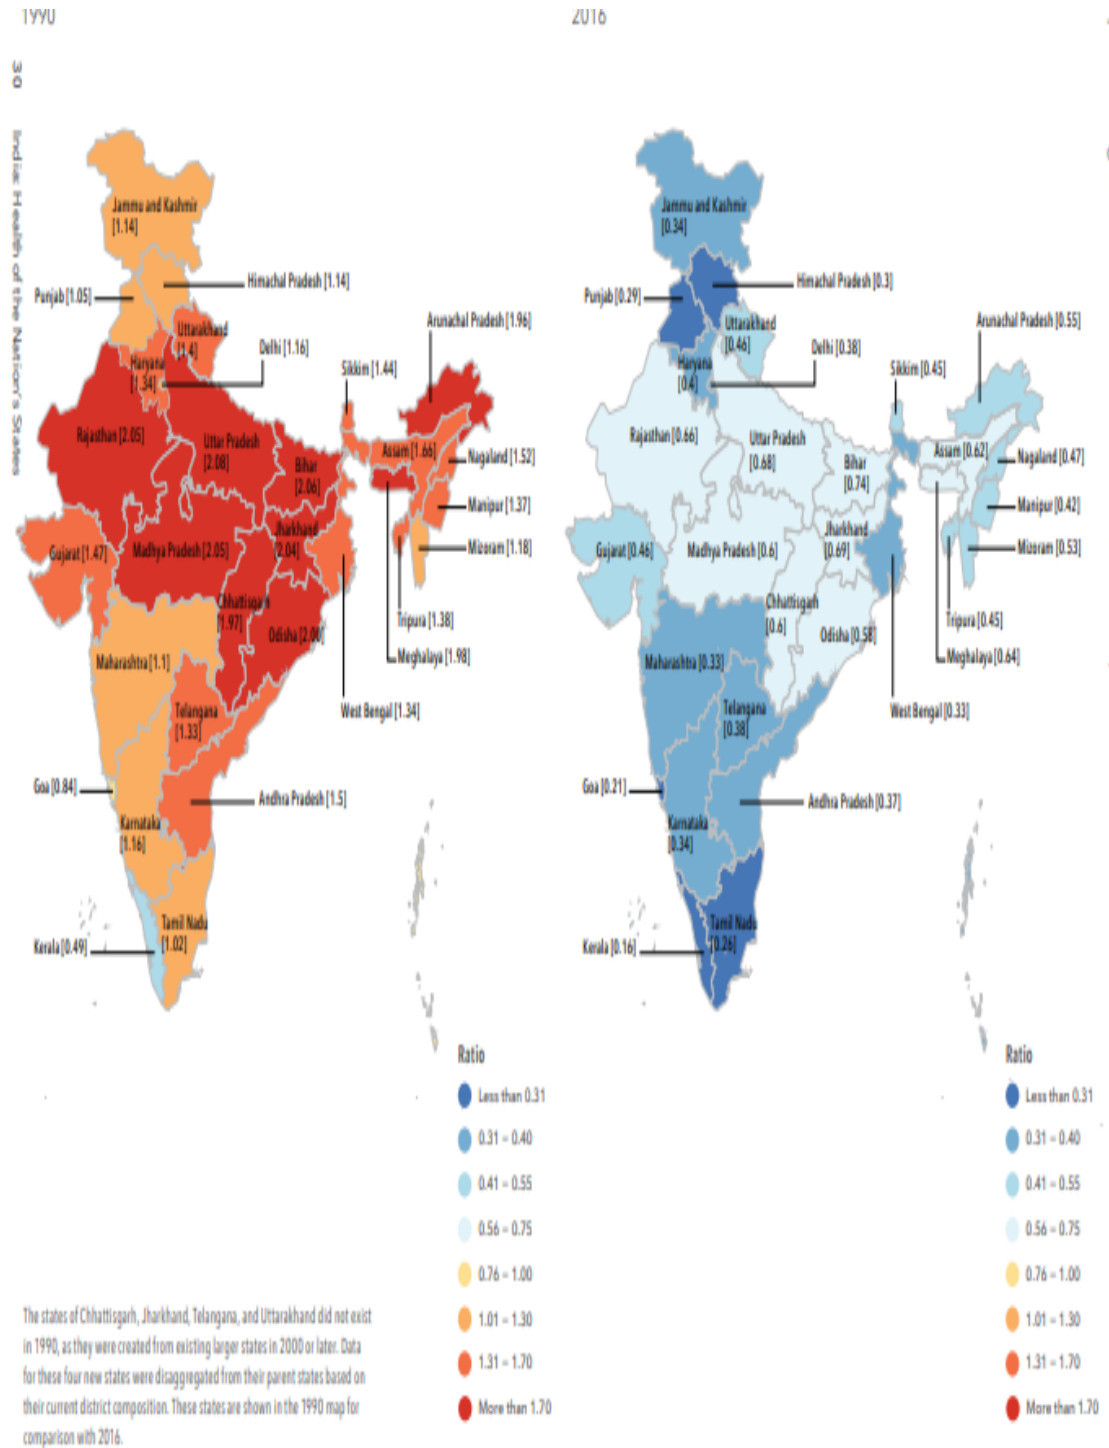 1990
2016
30 India: Health of the Nation's States
Jammu and Kashmir
[1.14]
Himachal Pradesh [1.14]
Punjab [1.05]
Uttarakhand
[1.4]
Arunachal Pradesh [1.96]
Delhi [1.16]
Haryana
[1.34]
Sikkim [1.44]
Rajasthan [2.05]
Uttar Pradesh
[2.08]
Assam [1.66]
Bihar
[2.06]
Nagaland [1.52]
Manipur [1.37]
Jharkhand
[2.04]
Gujarat [1.47]
Madhya Pradesh [2.05]
Mizoram [1.18]
Chhattisgarh
[1.97]
Tripura [1.38]
Odisha
Meghalaya [1.98]
Maharashtra [1.1]
West Bengal [1.34]
Telangana
[1.33]
Goa [0.84]
Andhra Pradesh [1.5]
Karnataka
[1.16]
Tamil Nadu
[1.02]
Kerala [0.49]
Ratio
Less than 0.31
0.31 – 0.40
0.41 – 0.55
0.56 – 0.75
0.76 – 1.00
1.01 – 1.30
1.31 – 1.70
More than 1.70
Jammu and Kashmir
[0.34]
Himachal Pradesh [0.3]
Punjab [0.29]
Uttarakhand
[0.46]
Arunachal Pradesh [0.55]
Delhi [0.38]
Haryana
[0.4]
Sikkim [0.45]
Rajasthan [0.66]
Uttar Pradesh
[0.68]
Assam [0.62]
Bihar
[0.74]
Nagaland [0.47]
Manipur [0.42]
Jharkhand
[0.69]
Gujarat [0.46]
Madhya Pradesh [0.6]
Mizoram [0.53]
Chhattisgarh
[0.6]
Tripura [0.45]
Odisha [0.58]
Meghalaya [0.64]
Maharashtra [0.33]
West Bengal [0.33]
Telangana
[0.38]
Goa [0.21]
Andhra Pradesh [0.37]
Karnataka
[0.34]
Tamil Nadu
[0.26]
Kerala [0.16]
Ratio
Less than 0.31
0.31 – 0.40
0.41 – 0.55
0.56 – 0.75
0.76 – 1.00
1.01 – 1.30
1.31 – 1.70
More than 1.70
The states of Chhattisgarh, Jharkhand, Telangana, and Uttarakhand did not exist
in 1990, as they were created from existing larger states in 2000 or later. Data
for these four new states were disaggregated from their parent states based on
their current district composition. These states are shown in the 1990 map for
comparison with 2016.